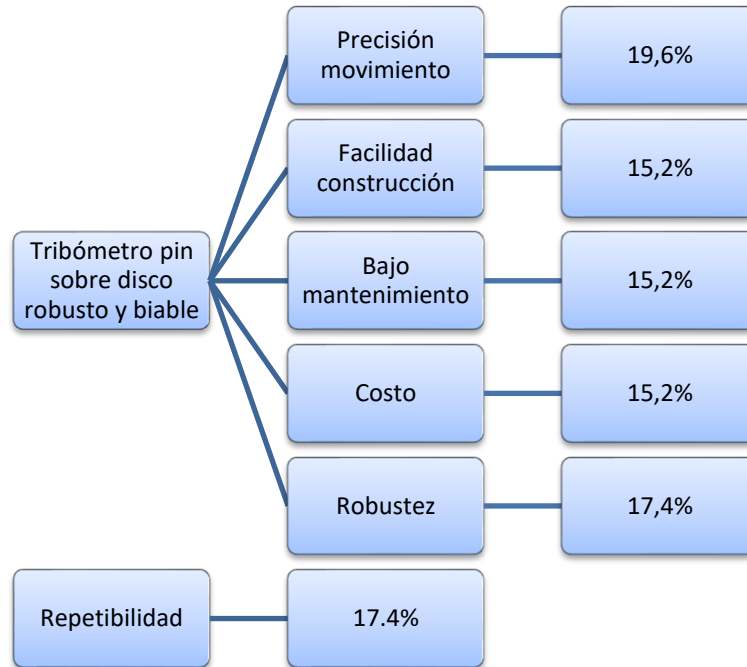 Precisión
movimiento
19,6%
Facilidad
construcción
15,2%
Tribómetro pin
sobre disco
robusto y biable
Bajo
mantenimiento
15,2%
Costo
15,2%
Robustez
17,4%
Repetibilidad
17.4%